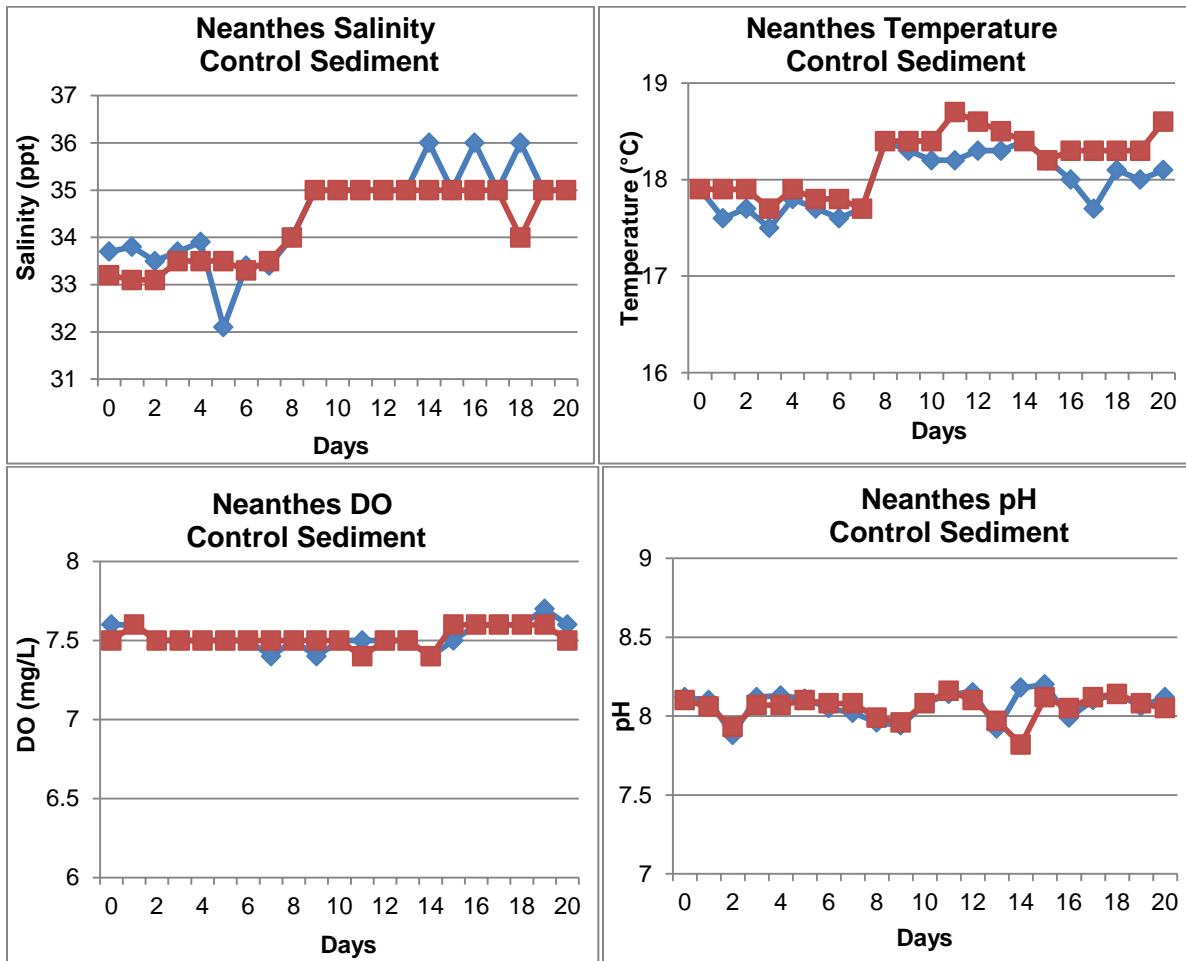 Neanthes Salinity
Control Sediment
Salinity (ppt)
37
36
35
34
33
32
31
0 2 4 6 8 10 12 14 16 18 20
Days
Neanthes Temperature
Control Sediment
Temperature (°C)
19
18
17
16
0 2 4 6 8 10 12 14 16 18 20
Days
Neanthes DO
Control Sediment
DO (mg/L)
8
7.5
7
6.5
6
0 2 4 6 8 10 12 14 16 18 20
Days
Neanthes pH
Control Sediment
pH
9
8.5
8
7.5
7
0 2 4 6 8 10 12 14 16 18 20
Days